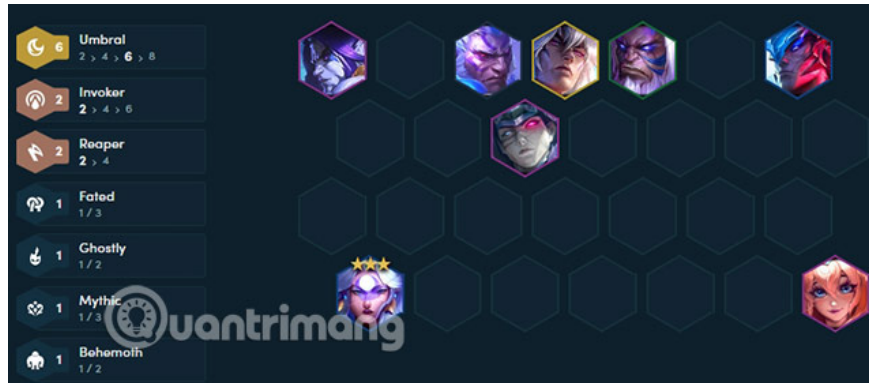 6 Umbral
2 > 4 > 6 > 8
2 Invoker
2 > 4 > 6
2 Reaper
2 > 4
1 Fated
1 / 3
1 Ghostly
1 / 2
1 Mythic
1 / 3
Quantrimang
1 Behemoth
1 / 2